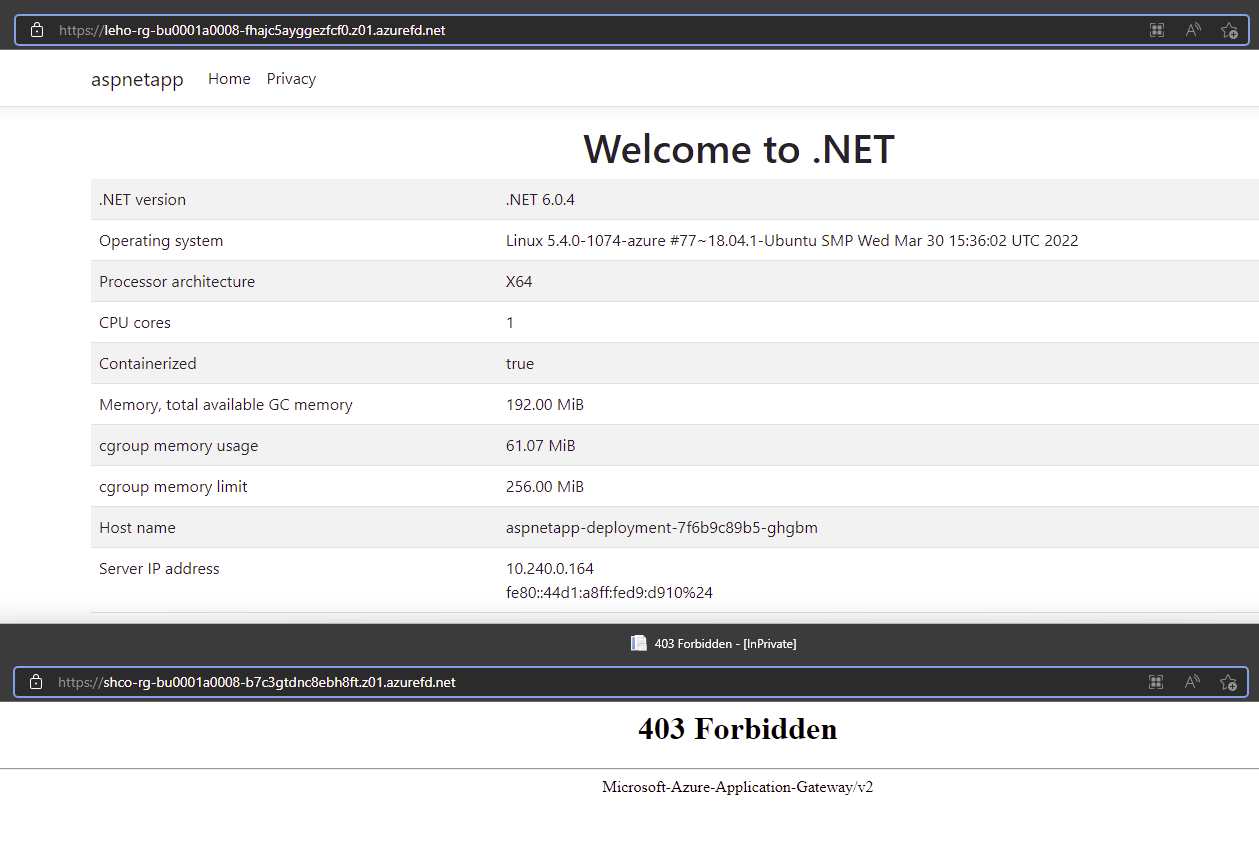 https://leho-rg-bu0001a0008-fhajc5ayggezfcf0.z01.azurefd.net
aspnetapp Home Privacy
Welcome to .NET
.NET version .NET 6.0.4
Operating system Linux 5.4.0-1074-azure #77~18.04.1-Ubuntu SMP Wed Mar 30 15:36:02 UTC 2022
Processor architecture X64
CPU cores 1
Containerized true
Memory, total available GC memory 192.00 MiB
cgroup memory usage 61.07 MiB
cgroup memory limit 256.00 MiB
Host name aspnetapp-deployment-7f6b9c89b5-ghgbm
Server IP address 10.240.0.164
fe80::44d1:a8ff:fed9:d910%24
403 Forbidden - [InPrivate]
https://shco-rg-bu0001a0008-b7c3gtdnc8ebh8ft.z01.azurefd.net
403 Forbidden
Microsoft-Azure-Application-Gateway/v2